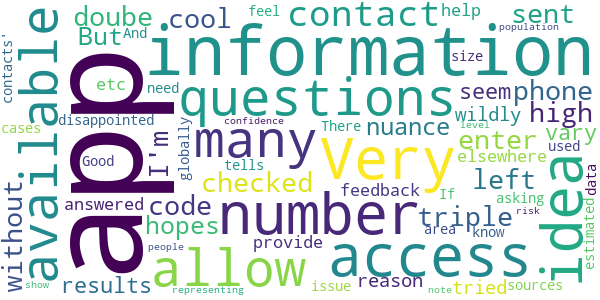 app
information
questions
available
many
Very
number
access
allow
idea
contact
But
I'm
cool
doube
sent
high
phone
seem
help
feel
And
size
population
contacts'
cases
disappointed
etc
need
There
nuance
wildly
enter
vary
Good
globally
tells
confidence
If
level
used
elsewhere
asking
data
without
answered
code
checked
feedback
left
triple
area
know
risk
estimated
hopes
provide
reason
tried
sources
results
people
issue
show
representing
note